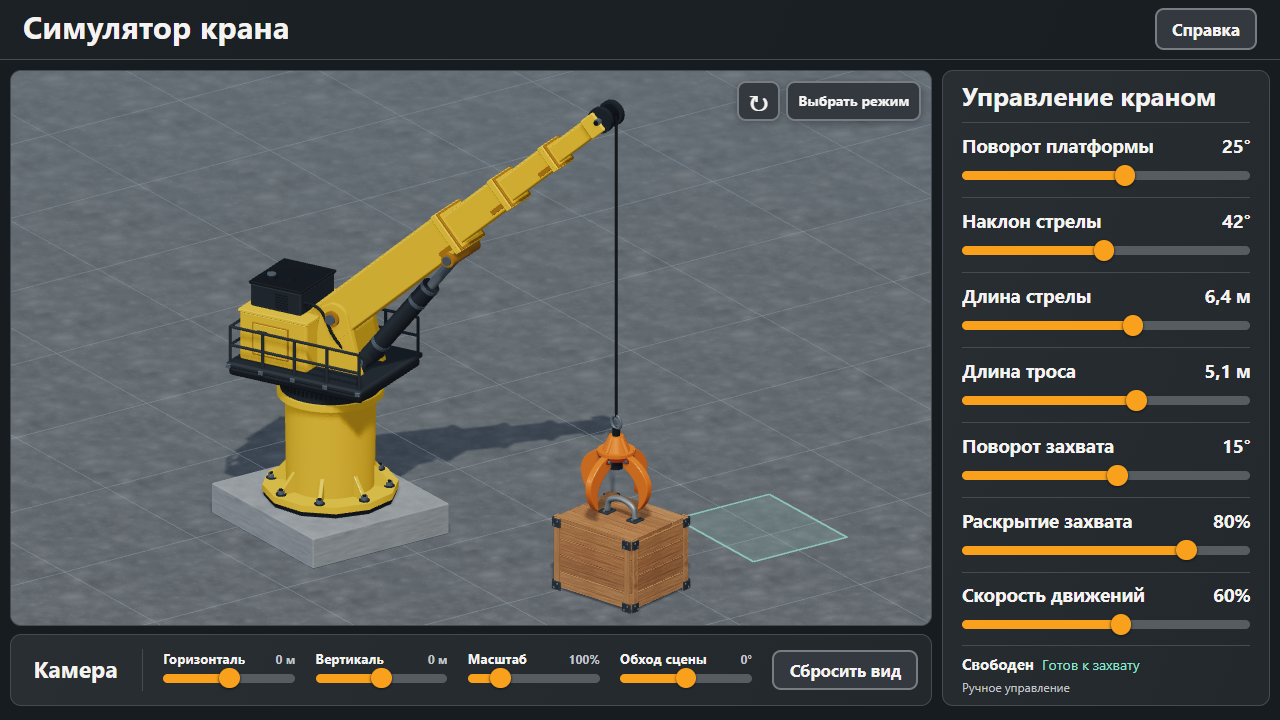 Симулятор крана
Справка
↻
Выбрать режим
Управление краном
Поворот платформы 25°
Наклон стрелы 42°
Длина стрелы 6,4 м
Длина троса 5,1 м
Поворот захвата 15°
Раскрытие захвата 80%
Скорость движений 60%
Свободен Готов к захвату
Ручное управление
Камера
Горизонталь 0 м
Вертикаль 0 м
Масштаб 100%
Обход сцены 0°
Сбросить вид